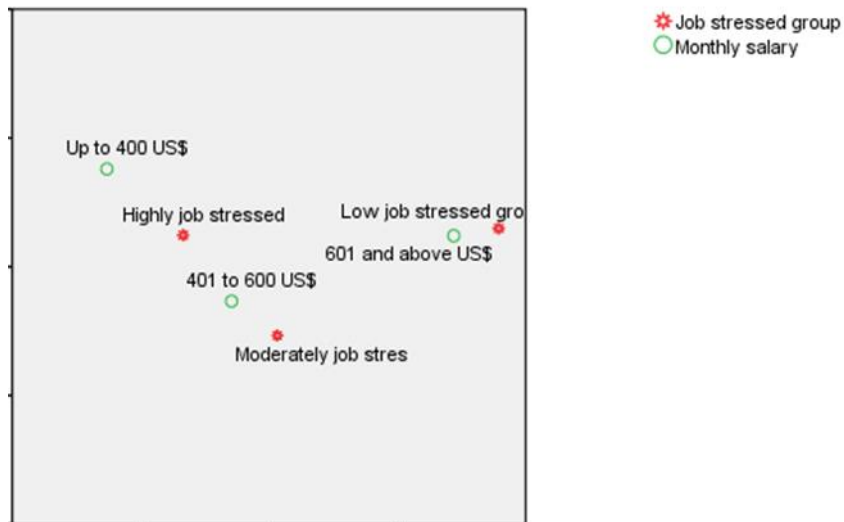 Job stressed group
Monthly salary
Up to 400 US$
Highly job stressed
Low job stressed gro
601 and above US$
401 to 600 US$
Moderately job stres